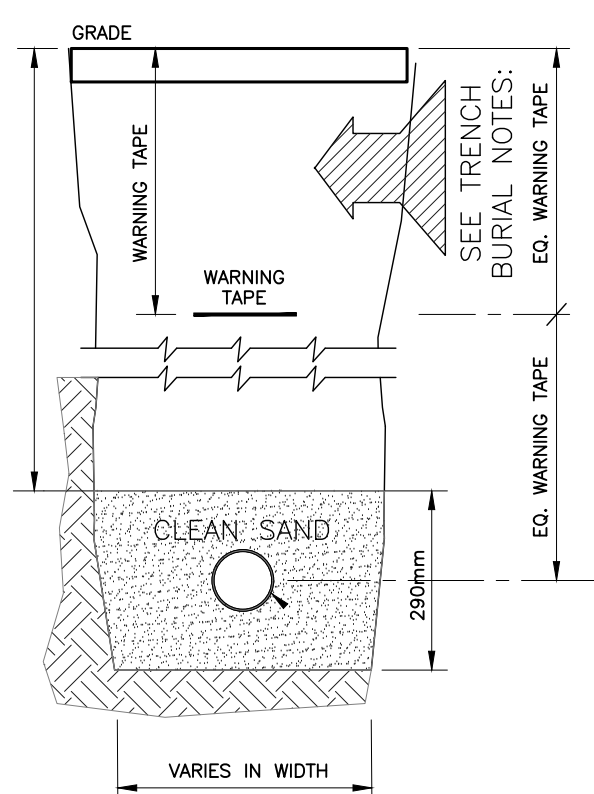 GRADE
WARNING TAPE
SEE TRENCH
BURIAL NOTES:
EQ. WARNING TAPE
WARNING
TAPE
EQ. WARNING TAPE
CLEAN SAND
290mm
VARIES IN WIDTH